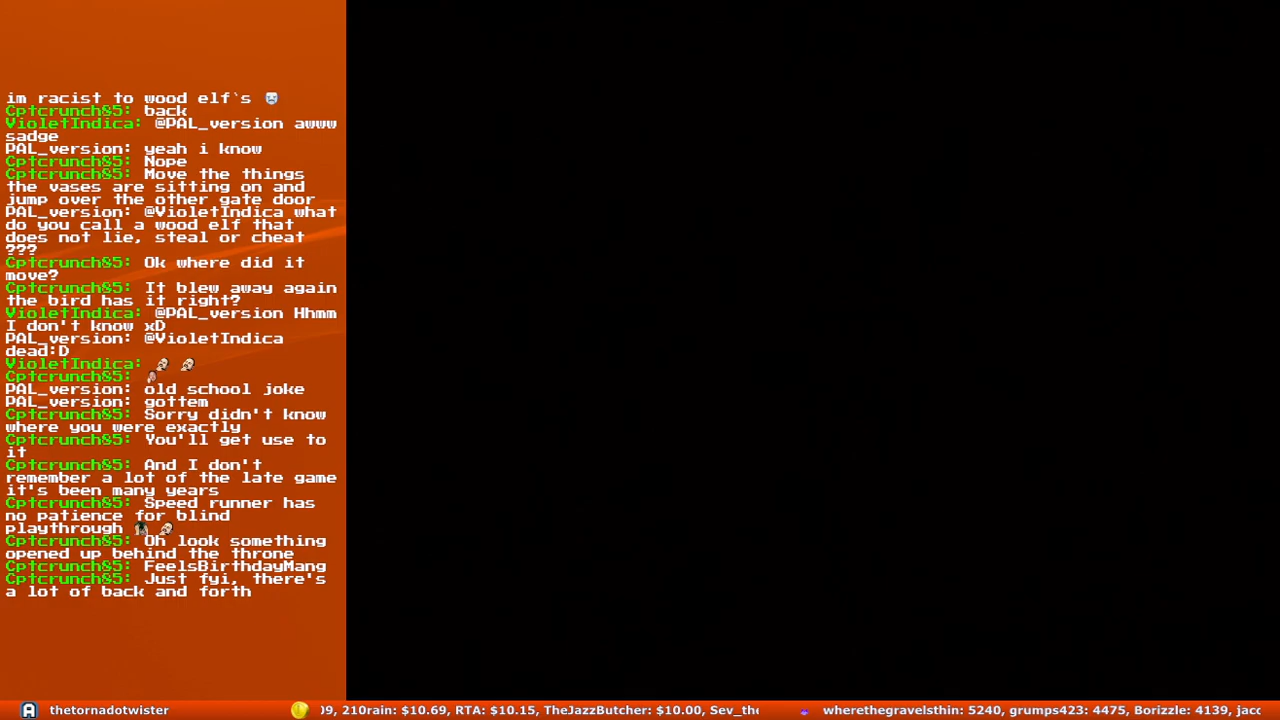 im racist to wood elf`s
Cptcrunch85: back
VioletIndica: @PAL_version awww
sadge
PAL_version: yeah i know
Cptcrunch85: Nope
Cptcrunch85: Move the things
the vases are sitting on and
jump over the other gate door
PAL_version: @VioletIndica what
do you call a wood elf that
does not lie, steal or cheat
???
Cptcrunch85: Ok where did it
move?
Cptcrunch85: It blew away again
the bird has it right?
VioletIndica: @PAL_version Hhmm
I don't know xD
PAL_version: @VioletIndica
dead:D
VioletIndica:
Cptcrunch85:
PAL_version: old school joke
PAL_version: gottem
Cptcrunch85: Sorry didn't know
where you were exactly
Cptcrunch85: You'll get use to
it
Cptcrunch85: And I don't
remember a lot of the late game
it's been many years
Cptcrunch85: Speed runner has
no patience for blind
playthrough
Cptcrunch85: Oh look something
opened up behind the throne
Cptcrunch85: FeelsBirthdayMang
Cptcrunch85: Just fyi, there's
a lot of back and forth
A thetornadotwister
09, 210rain: $10.69, RTA: $10.15, TheJazzButcher: $10.00, Sev_the
wherethegravelsthin: 5240, grumps423: 4475, Borizzle: 4139, jacc